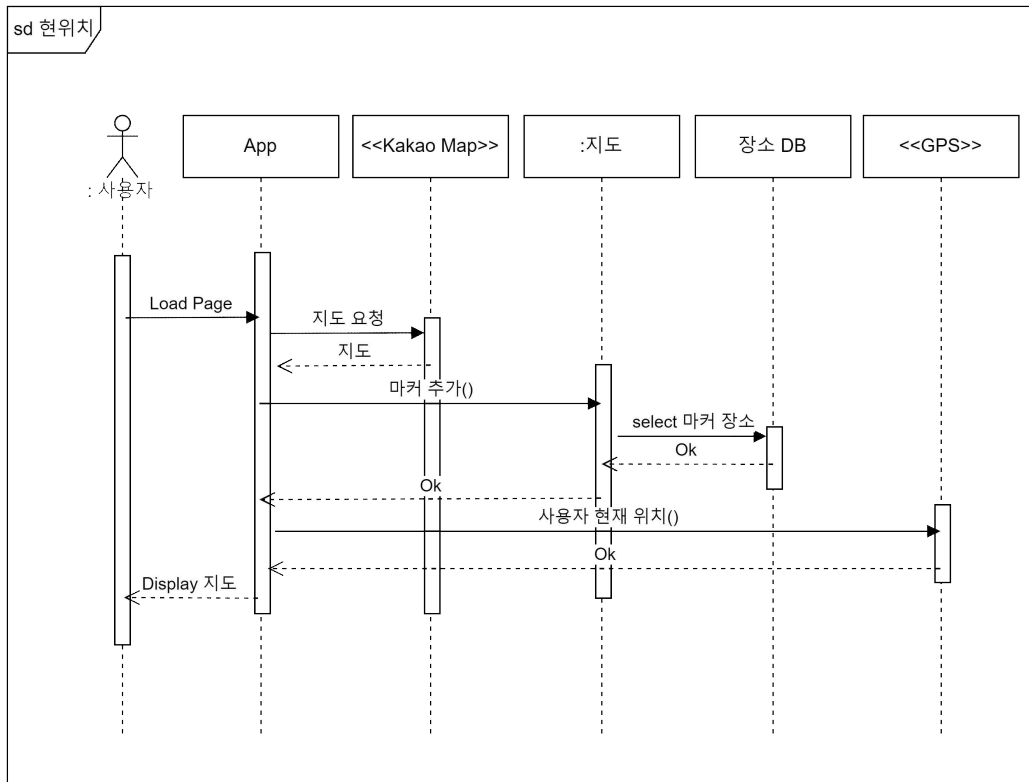 sd 현위치
: 사용자
App
<<Kakao Map>>
:지도
장소 DB
<<GPS>>
Load Page
지도 요청
지도
마커 추가()
select 마커 장소
Ok
Ok
사용자 현재 위치()
Ok
Display 지도